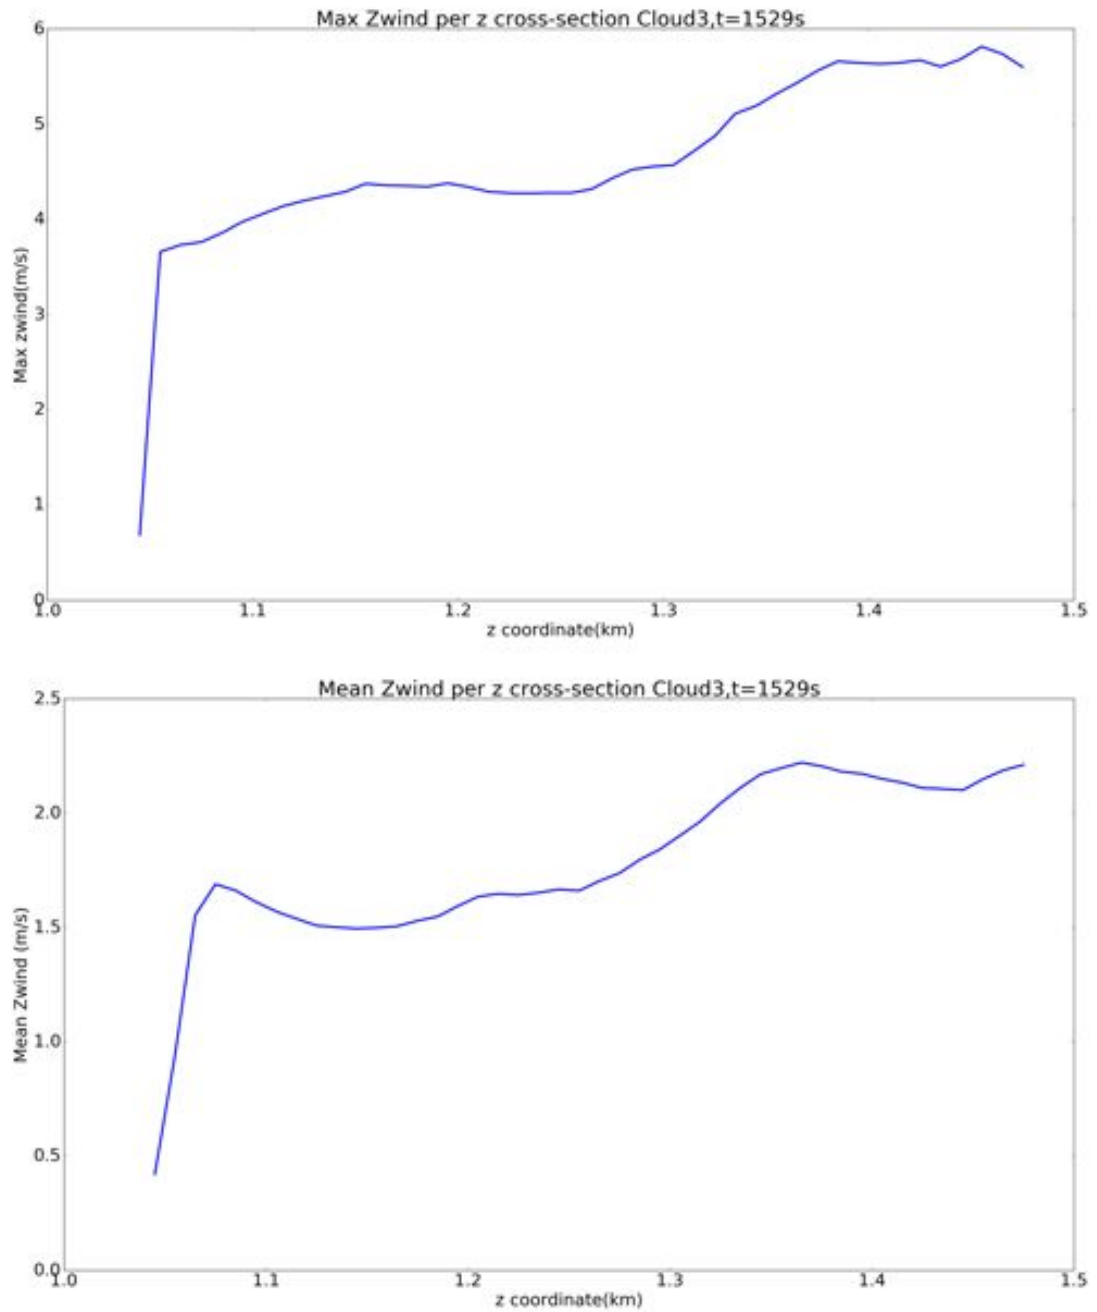 Max Zwind per z cross-section Cloud3,t=1529s
6
5
4
3
2
1
0
Max zwind(m/s)
1.0 1.1 1.2 1.3 1.4 1.5
z coordinate(km)
Mean Zwind per z cross-section Cloud3,t=1529s
2.5
2.0
1.5
1.0
0.5
0.0
Mean Zwind (m/s)
1.0 1.1 1.2 1.3 1.4 1.5
z coordinate(km)